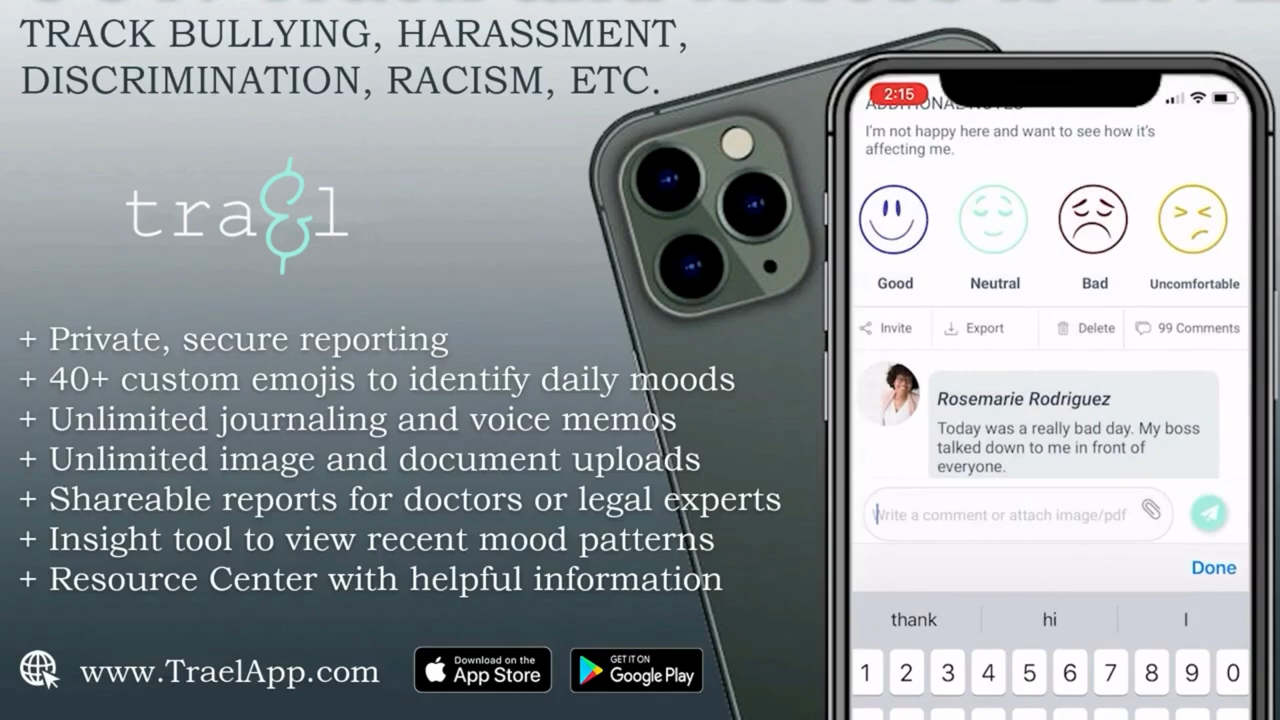 TRACK BULLYING, HARASSMENT,
DISCRIMINATION, RACISM, ETC.
tra&l
+ Private, secure reporting
+ 40+ custom emojis to identify daily moods
+ Unlimited journaling and voice memos
+ Unlimited image and document uploads
+ Shareable reports for doctors or legal experts
+ Insight tool to view recent mood patterns
+ Resource Center with helpful information
www.TraelApp.com
Download on the
App Store
GET IT ON
Google Play
2:15
ADDITIONAL NOTES
I'm not happy here and want to see how it's
affecting me.
Good Neutral Bad Uncomfortable
Invite Export Delete 99 Comments
Rosemarie Rodriguez
Today was a really bad day. My boss
talked down to me in front of
everyone.
Write a comment or attach image/pdf
Done
thank hi I
1 2 3 4 5 6 7 8 9 0